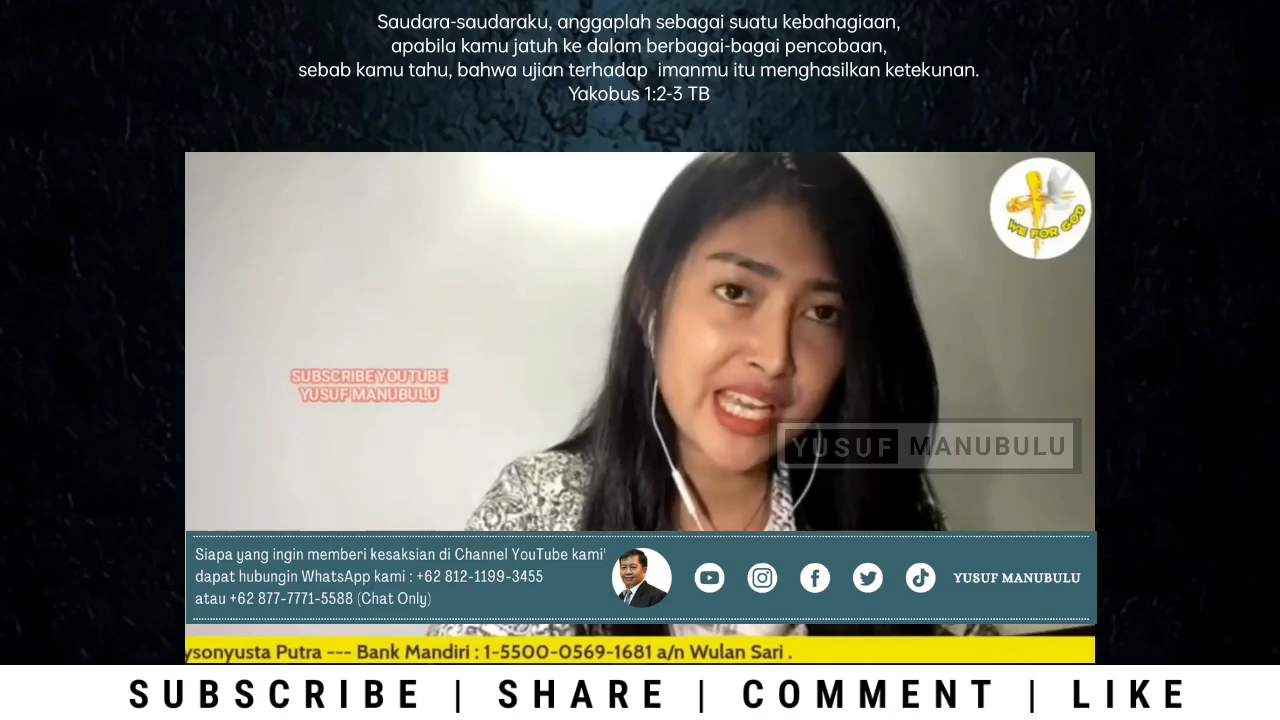 Saudara-saudaraku, anggaplah sebagai suatu kebahagiaan,
apabila kamu jatuh ke dalam berbagai-bagai pencobaan,
sebab kamu tahu, bahwa ujian terhadap imanmu itu menghasilkan ketekunan.
Yakobus 1:2-3 TB
WE FOR GOD
SUBSCRIBE YOUTUBE
YUSUF MANUBULU
YUSUF MANUBULU
Siapa yang ingin memberi kesaksian di Channel YouTube kami'
dapat hubungin WhatsApp kami : +62 812-1199-3455
atau +62 877-7771-5588 (Chat Only)
YUSUF MANUBULU
ysonyusta Putra --- Bank Mandiri : 1-5500-0569-1681 a/n Wulan Sari .
SUBSCRIBE | SHARE | COMMENT | LIKE